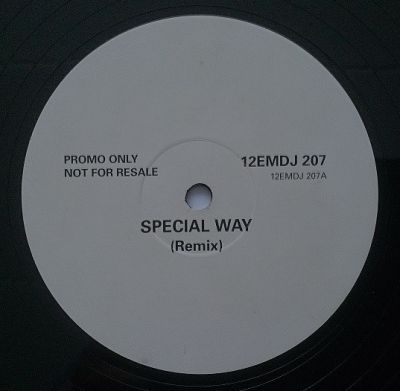 PROMO ONLY
NOT FOR RESALE
12EMDJ 207
12EMDJ 207A
SPECIAL WAY
(Remix)